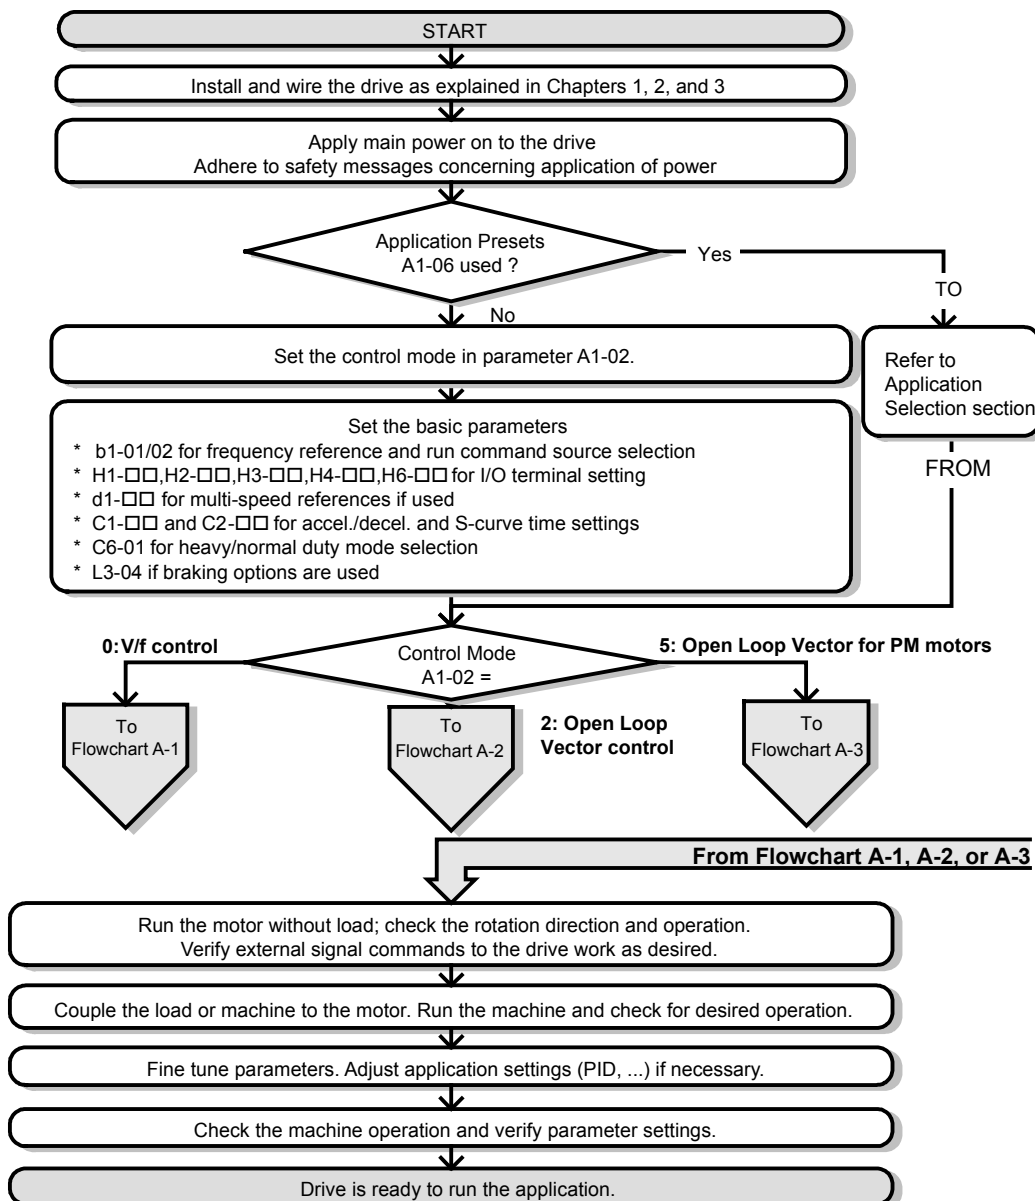 START
Install and wire the drive as explained in Chapters 1, 2, and 3
Apply main power on to the drive
Adhere to safety messages concerning application of power
Application Presets
A1-06 used ?
Yes
TO
No
Set the control mode in parameter A1-02.
Refer to
Application
Selection section
FROM
Set the basic parameters
* b1-01/02 for frequency reference and run command source selection
* H1-□□,H2-□□,H3-□□,H4-□□,H6-□□ for I/O terminal setting
* d1-□□ for multi-speed references if used
* C1-□□ and C2-□□ for accel./decel. and S-curve time settings
* C6-01 for heavy/normal duty mode selection
* L3-04 if braking options are used
0:V/f control
Control Mode
A1-02 =
5: Open Loop Vector for PM motors
To
Flowchart A-1
To
Flowchart A-2
2: Open Loop
Vector control
To
Flowchart A-3
From Flowchart A-1, A-2, or A-3
Run the motor without load; check the rotation direction and operation.
Verify external signal commands to the drive work as desired.
Couple the load or machine to the motor. Run the machine and check for desired operation.
Fine tune parameters. Adjust application settings (PID, ...) if necessary.
Check the machine operation and verify parameter settings.
Drive is ready to run the application.